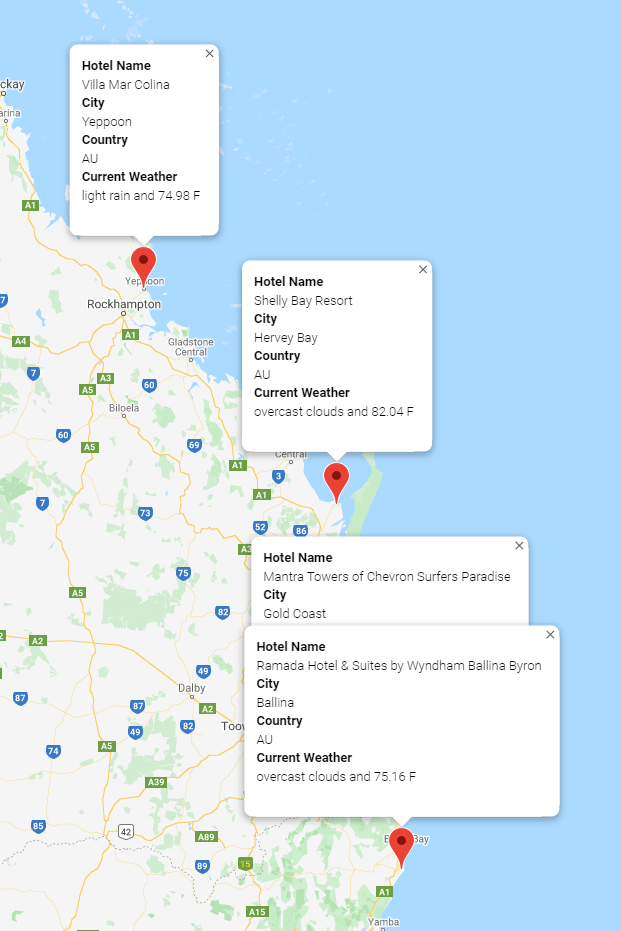 ckay
arina
Hotel Name
Villa Mar Colina
City
Yeppoon
Country
AU
Current Weather
light rain and 74.98 F
A1
Yeppoon
7
Rockhampton
A1
A4
Gladstone
Central
7
A3
A5
60
Biloela
Hotel Name
Shelly Bay Resort
City
Hervey Bay
Country
AU
Current Weather
overcast clouds and 82.04 F
60
A5
69
Central
A1
3
A1
7
73
52
86
A3
75
A5
82
Hotel Name
Mantra Towers of Chevron Surfers Paradise
City
Gold Coast
2
A2
49
Dalby
87
87
A2
49
82
Toow
74
A5
A39
Hotel Name
Ramada Hotel & Suites by Wyndham Ballina Byron
City
Ballina
Country
AU
Current Weather
overcast clouds and 75.16 F
85
42
A89
Bay
89
15
A1
A15
Yamba